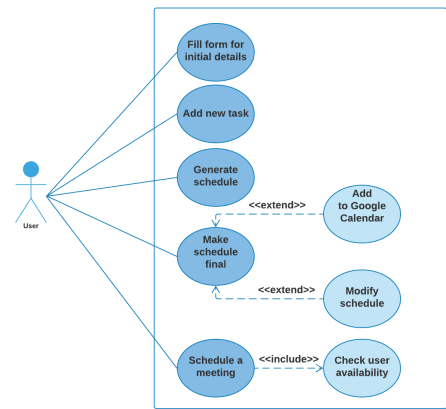 Fill form for
initial details
Add new task
Generate
schedule
<<extend>>
Add
to Google
Calendar
User
Make
schedule
final
<<extend>>
Modify
schedule
Schedule a
meeting
<<include>>
Check user
availability